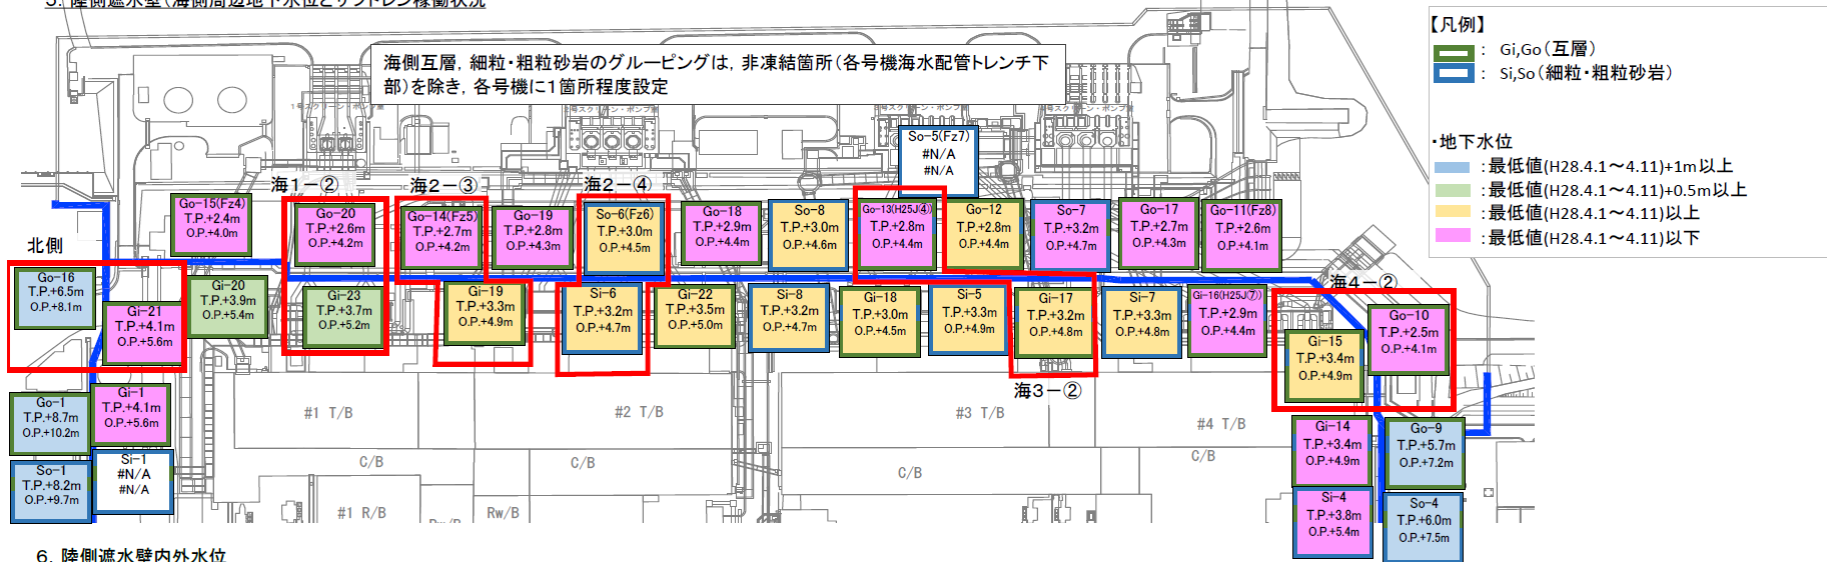 5. 陸側遮水壁(海側周辺地下水位とサブドレン稼働状況
海側互層，細粒・粗粒砂岩のグルーピングは，非凍結箇所(各号機海水配管トレンチ下
部)を除き，各号機に1箇所程度設定
【凡例】
: Gi,Go(互層)
: Si,So(細粒・粗粒砂岩)
・地下水位
:最低値(H28.4.1～4.11)+1m以上
:最低値(H28.4.1～4.11)+0.5m以上
:最低値(H28.4.1～4.11)以上
:最低値(H28.4.1～4.11)以下
1号スクリーン・ポンプ室
So-5(Fz7)
#N/A
#N/A
海1-②
海2-③
海2-④
Go-15(Fz4)
T.P.+2.4m
O.P.+4.0m
Go-20
T.P.+2.6m
O.P.+4.2m
Go-14(Fz5)
T.P.+2.7m
O.P.+4.2m
Go-19
T.P.+2.8m
O.P.+4.3m
So-6(Fz6)
T.P.+3.0m
O.P.+4.5m
Go-18
T.P.+2.9m
O.P.+4.4m
So-8
T.P.+3.0m
O.P.+4.6m
Go-13(H25J④)
T.P.+2.8m
O.P.+4.4m
Go-12
T.P.+2.8m
O.P.+4.4m
So-7
T.P.+3.2m
O.P.+4.7m
Go-17
T.P.+2.7m
O.P.+4.3m
Go-11(Fz8)
T.P.+2.6m
O.P.+4.1m
北側
Go-16
T.P.+6.5m
O.P.+8.1m
Gi-21
T.P.+4.1m
O.P.+5.6m
Gi-20
T.P.+3.9m
O.P.+5.4m
Gi-23
T.P.+3.7m
O.P.+5.2m
Gi-19
T.P.+3.3m
O.P.+4.9m
Si-6
T.P.+3.2m
O.P.+4.7m
Gi-22
T.P.+3.5m
O.P.+5.0m
Si-8
T.P.+3.2m
O.P.+4.7m
Gi-18
T.P.+3.0m
O.P.+4.5m
Si-5
T.P.+3.3m
O.P.+4.9m
Gi-17
T.P.+3.2m
O.P.+4.8m
Si-7
T.P.+3.3m
O.P.+4.8m
Gi-16(H25J⑦)
T.P.+2.9m
O.P.+4.4m
海4-②
Gi-15
T.P.+3.4m
O.P.+4.9m
Go-10
T.P.+2.5m
O.P.+4.1m
海3-②
Go-1
T.P.+8.7m
O.P.+10.2m
Gi-1
T.P.+4.1m
O.P.+5.6m
So-1
T.P.+8.2m
O.P.+9.7m
Si-1
#N/A
#N/A
#1 T/B
#2 T/B
#3 T/B
#4 T/B
C/B
C/B
C/B
C/B
#1 R/B
Rw/B
Gi-14
T.P.+3.4m
O.P.+4.9m
Go-9
T.P.+5.7m
O.P.+7.2m
Si-4
T.P.+3.8m
O.P.+5.4m
So-4
T.P.+6.0m
O.P.+7.5m
6. 陸側遮水壁内外水位